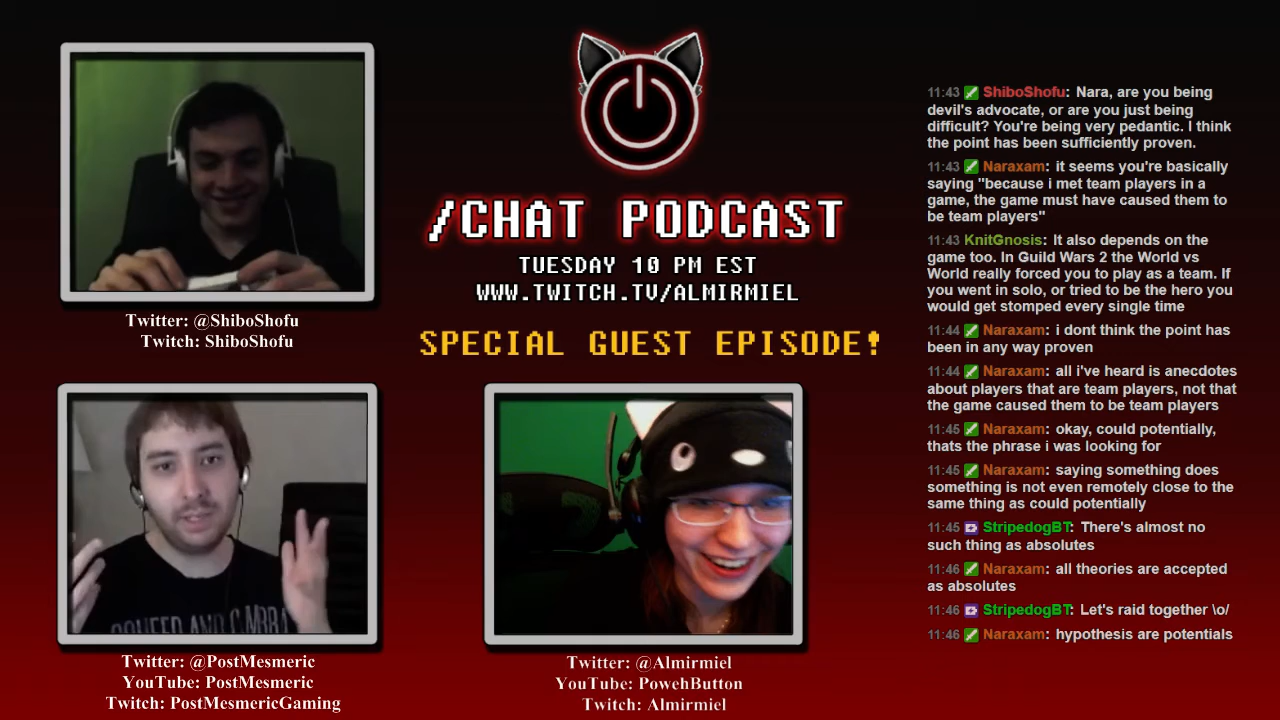 /CHAT PODCAST
TUESDAY 10 PM EST
WWW.TWITCH.TV/ALMIRMIEL
SPECIAL GUEST EPISODE!
Twitter: @ShiboShofu
Twitch: ShiboShofu
COHEED AND CAMBRIA
Twitter: @PostMesmeric
YouTube: PostMesmeric
Twitch: PostMesmericGaming
Twitter: @Almirmiel
YouTube: PowehButton
Twitch: Almirmiel
11:43 ShiboShofu: Nara, are you being
devil's advocate, or are you just being
difficult? You're being very pedantic. I think
the point has been sufficiently proven.
11:43 Naraxam: it seems you're basically
saying "because i met team players in a
game, the game must have caused them to
be team players"
11:43 KnitGnosis: It also depends on the
game too. In Guild Wars 2 the World vs
World really forced you to play as a team. If
you went in solo, or tried to be the hero you
would get stomped every single time
11:44 Naraxam: i dont think the point has
been in any way proven
11:44 Naraxam: all i've heard is anecdotes
about players that are team players, not that
the game caused them to be team players
11:45 Naraxam: okay, could potentially,
thats the phrase i was looking for
11:45 Naraxam: saying something does
something is not even remotely close to the
same thing as could potentially
11:45 StripedogBT: There's almost no
such thing as absolutes
11:46 Naraxam: all theories are accepted
as absolutes
11:46 StripedogBT: Let's raid together \o/
11:46 Naraxam: hypothesis are potentials